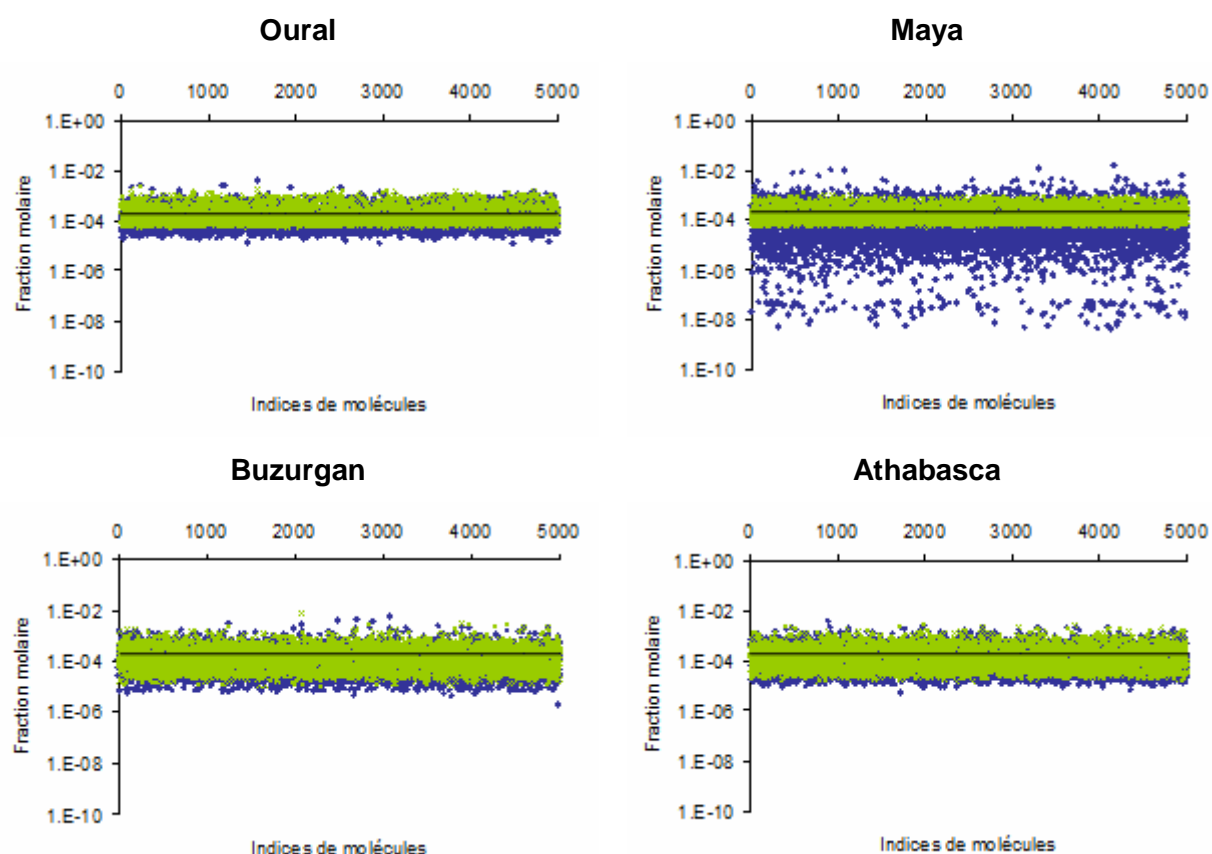 Oural
0 1000 2000 3000 4000 5000
1.E+00
1.E-02
1.E-04
1.E-06
1.E-08
1.E-10
Fraction molaire
Indices de molécules
Maya
0 1000 2000 3000 4000 5000
1.E+00
1.E-02
1.E-04
1.E-06
1.E-08
1.E-10
Fraction molaire
Indices de molécules
Buzurgan
0 1000 2000 3000 4000 5000
1.E+00
1.E-02
1.E-04
1.E-06
1.E-08
1.E-10
Fraction molaire
Indices de molécules
Athabasca
0 1000 2000 3000 4000 5000
1.E+00
1.E-02
1.E-04
1.E-06
1.E-08
1.E-10
Fraction molaire
Indices de molécules